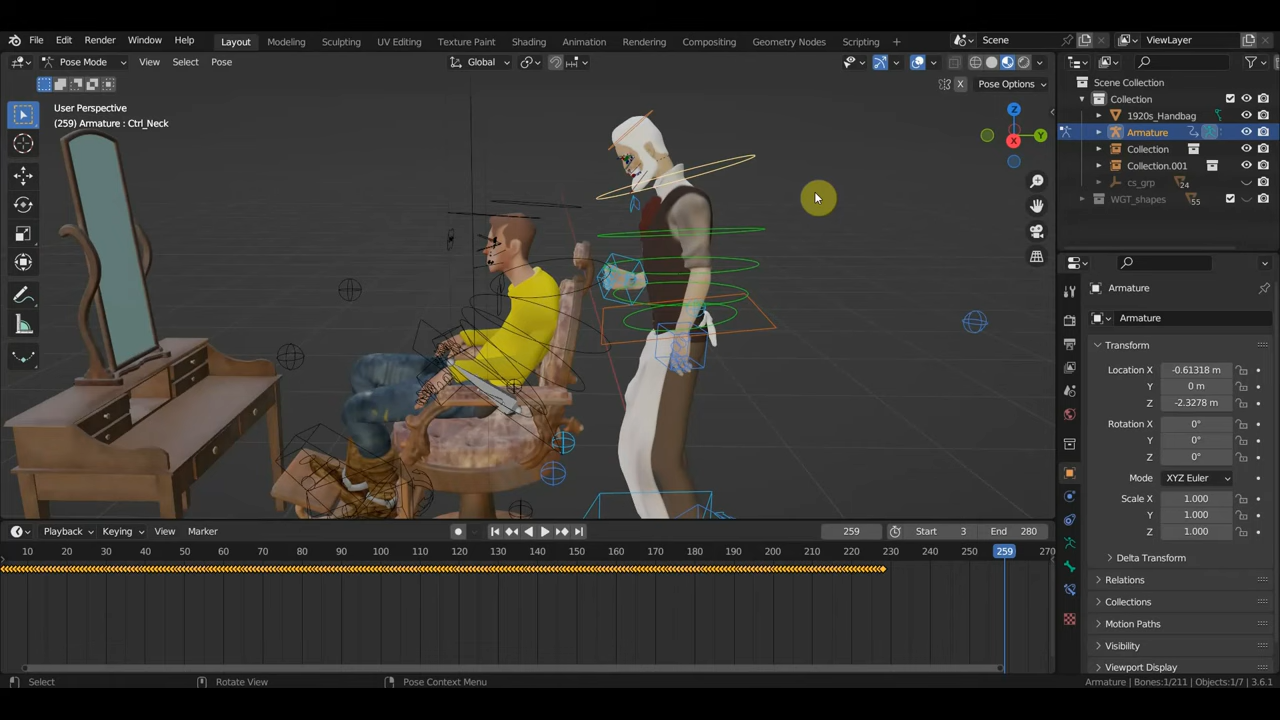 File Edit Render Window Help Layout Modeling Sculpting UV Editing Texture Paint Shading Animation Rendering Compositing Geometry Nodes Scripting + Scene ViewLayer
Pose Mode View Select Pose Global
X Pose Options
User Perspective
(259) Armature : Ctrl_Neck
Z
Y
X
Scene Collection
Collection
1920s_Handbag
Armature
Collection
Collection.001
cs_grp 24
WGT_shapes 55
Armature
Armature
Transform
Location X -0.61318 m
Y 0 m
Z -2.3278 m
Rotation X 0°
Y 0°
Z 0°
Mode XYZ Euler
Scale X 1.000
Y 1.000
Z 1.000
Delta Transform
Relations
Collections
Motion Paths
Visibility
Viewport Display
Playback Keying View Marker 259 Start 3 End 280
10 20 30 40 50 60 70 80 90 100 110 120 130 140 150 160 170 180 190 200 210 220 230 240 250 259 270
Select Rotate View Pose Context Menu Armature | Bones:1/211 | Objects:1/7 | 3.6.1